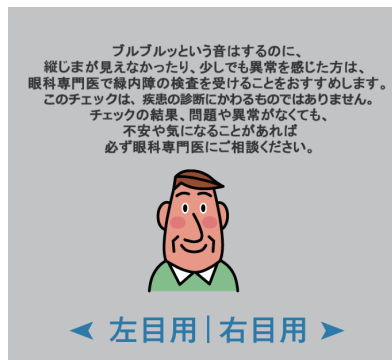 ブルブルッという音はするのに、
縦じまが見えなかったり、少しでも異常を感じた方は、
眼科専門医で緑内障の検査を受けることをおすすめします。
このチェックは、疾患の診断にかわるものではありません。
チェックの結果、問題や異常がなくても、
不安や気になることがあれば
必ず眼科専門医にご相談ください。
左目用|右目用